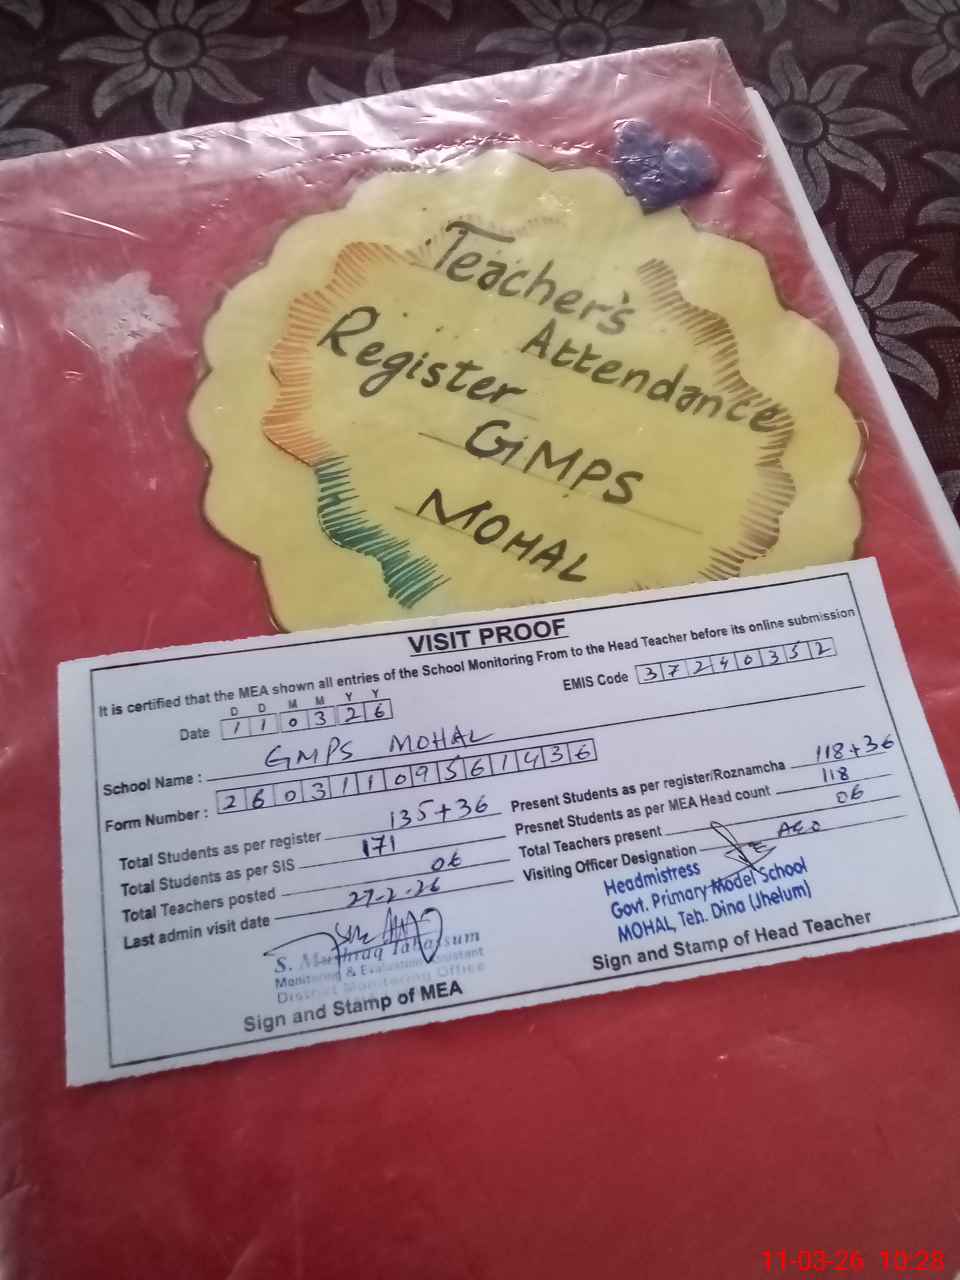 Teacher's
Attendance
Register
GMPS
MOHAL
VISIT PROOF
It is certified that the MEA shown all entries of the School Monitoring From to the Head Teacher before its online submission
D D M M Y Y
Date 11 03 26
EMIS Code 37240352
School Name : GMPS MOHAL
Form Number : 26031109561436
Total Students as per register 135+36
Total Students as per SIS 171
Total Teachers posted 06
Last admin visit date 27-2-26
Present Students as per register/Roznamcha 118+36
Presnet Students as per MEA Head count 118
Total Teachers present 06
Visiting Officer Designation AEO
S. Mushtaq Tabassum
Monitoring & Evaluation Assistant
District Monitoring Office
Sign and Stamp of MEA
Headmistress
Govt. Primary Model School
MOHAL, Teh. Dina (Jhelum)
Sign and Stamp of Head Teacher
11-03-26 10:28